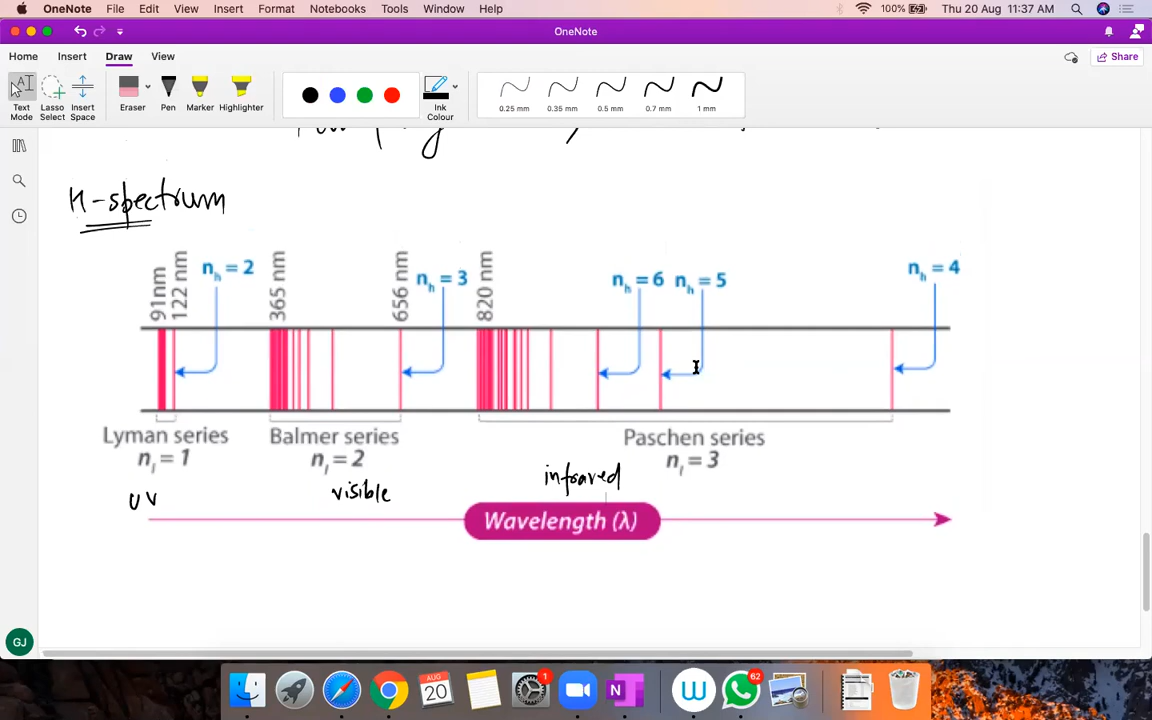 OneNote File Edit View Insert Format Notebooks Tools Window Help 100% Thu 20 Aug 11:37 AM
OneNote
Home Insert Draw View Share
Text Mode
Lasso Select
Insert Space
Eraser
Pen
Marker
Highlighter
Ink Colour
0.25 mm 0.35 mm 0.5 mm 0.7 mm 1 mm
H-spectrum
91nm
122 nm
nh = 2
365 nm
656 nm
nh = 3
820 nm
nh = 6
nh = 5
nh = 4
Lyman series
nl = 1
Balmer series
nl = 2
Paschen series
nl = 3
UV
visible
infrared
Wavelength (λ)
GJ
AUG
20
1
62